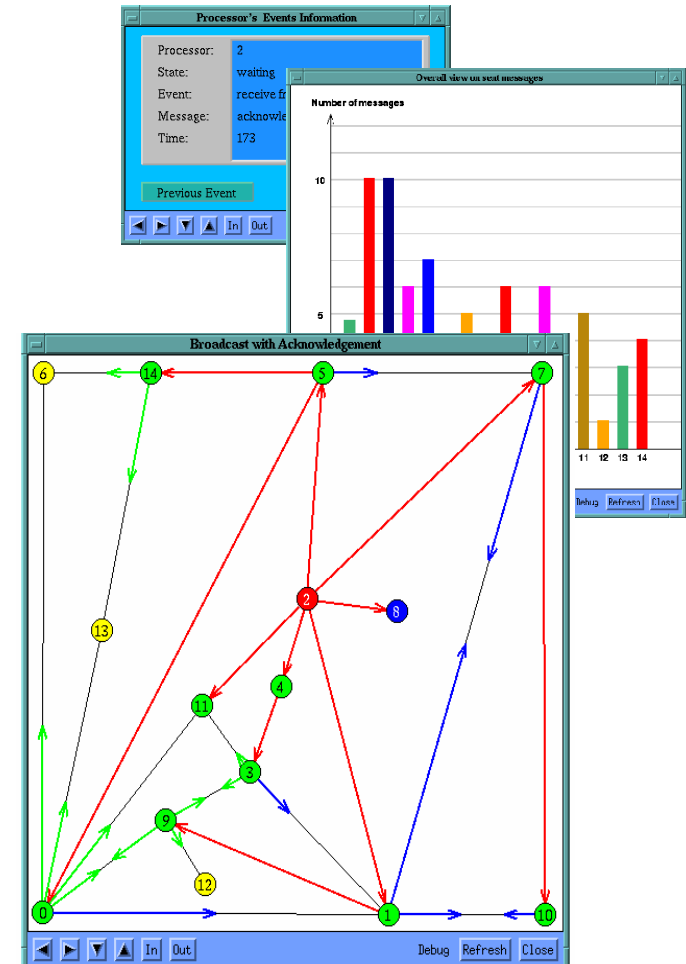 Processor's Events Information
Processor: 2
State: waiting
Event: receive
Message:
Time: 173
Previous Event
In Out
Overall view on sent messages
Number of messages
10
5
11 12 13 14
Debug Refresh Close
Broadcast with Acknowledgement
6 14 5 7
2
8
13
4
11
3
9
12
0 1 10
In Out Debug Refresh Close